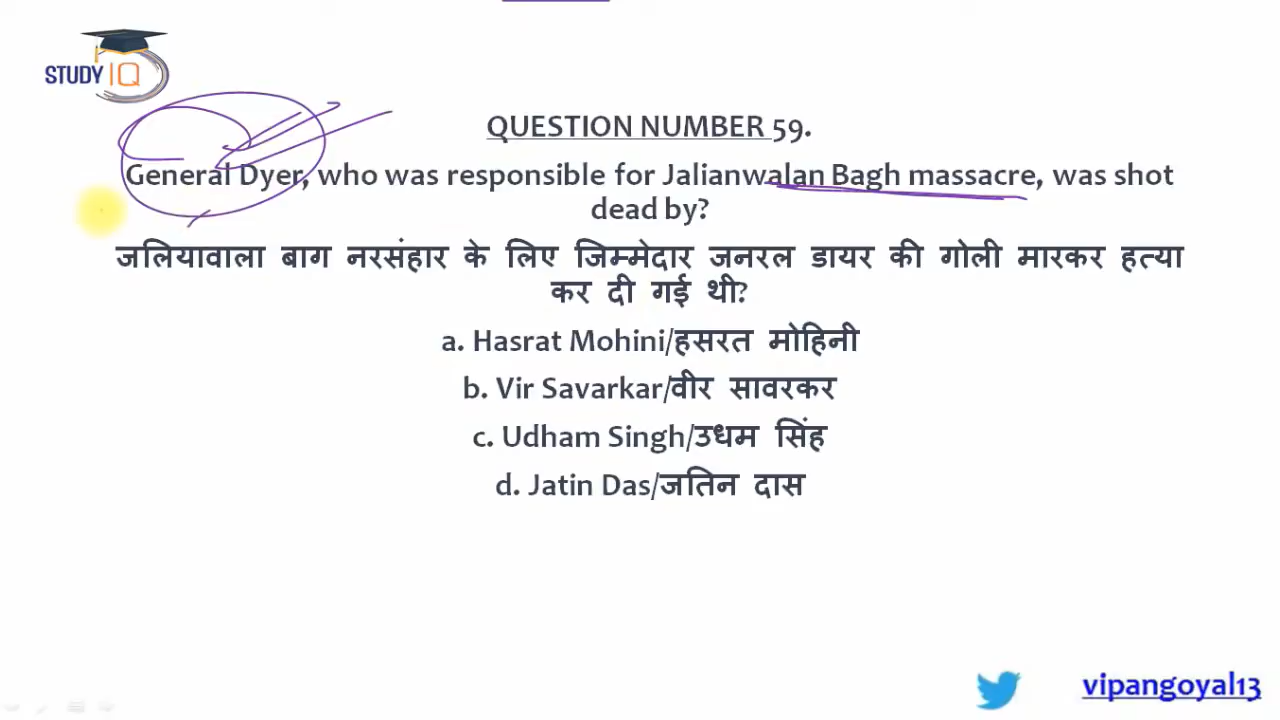 STUDY IQ
QUESTION NUMBER 59.
General Dyer, who was responsible for Jalianwalan Bagh massacre, was shot
dead by?
जलियावाला बाग नरसंहार के लिए जिम्मेदार जनरल डायर की गोली मारकर हत्या
कर दी गई थी?
a. Hasrat Mohini/हसरत मोहिनी
b. Vir Savarkar/वीर सावरकर
c. Udham Singh/उधम सिंह
d. Jatin Das/जतिन दास
vipangoyal13